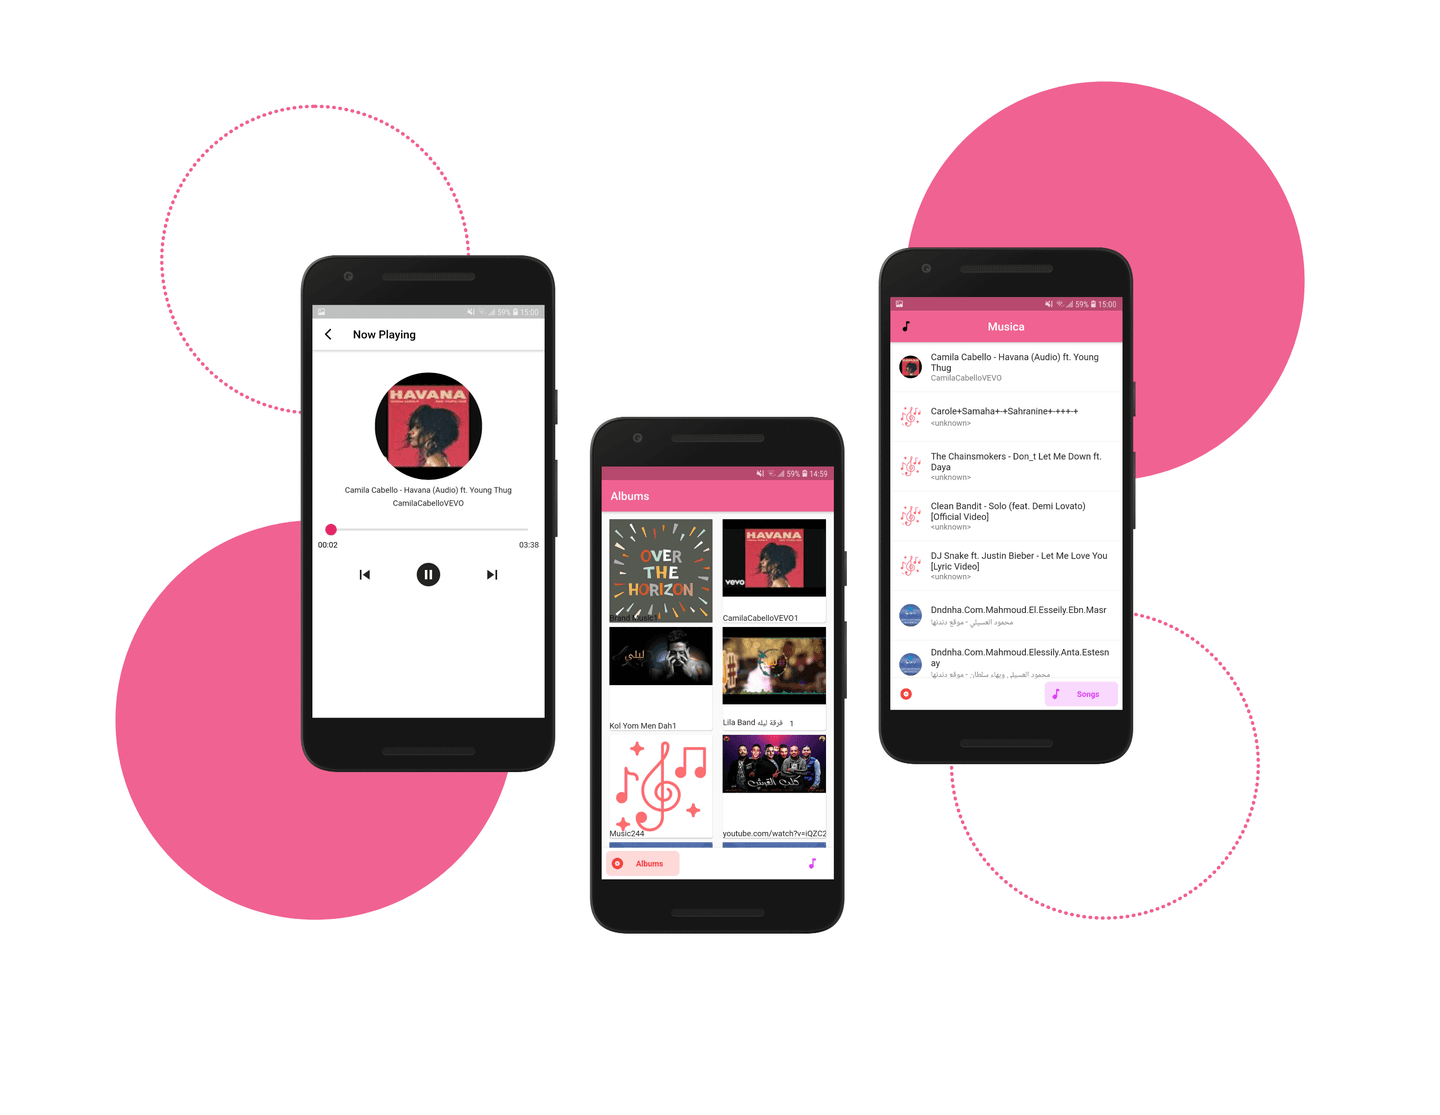 59% 15:00
Now Playing
HAVANA
Camila Cabello - Havana (Audio) ft. Young Thug
CamilaCabelloVEVO
00:02
03:38
59% 14:59
Albums
OVER
THE
HORIZON
Brand Music1
HAVANA
vevo
CamilaCabelloVEVO1
ليلي
Kol Yom Men Dah1
Lila Band فرقة ليله 1
Music244
youtube.com/watch?v=iQZC2
Albums
59% 15:00
Musica
Camila Cabello - Havana (Audio) ft. Young
Thug
CamilaCabelloVEVO
Carole+Samaha+-+Sahranine+-+++-+
<unknown>
The Chainsmokers - Don_t Let Me Down ft.
Daya
<unknown>
Clean Bandit - Solo (feat. Demi Lovato)
[Official Video]
<unknown>
DJ Snake ft. Justin Bieber - Let Me Love You
[Lyric Video]
<unknown>
Dndnha.Com.Mahmoud.El.Esseily.Ebn.Masr
محمود العسيلي - موقع دندنها
Dndnha.Com.Mahmoud.Elessily.Anta.Estesn
ay
محمود العسيلي وبهاء سلطان - موقع دندنها
Songs